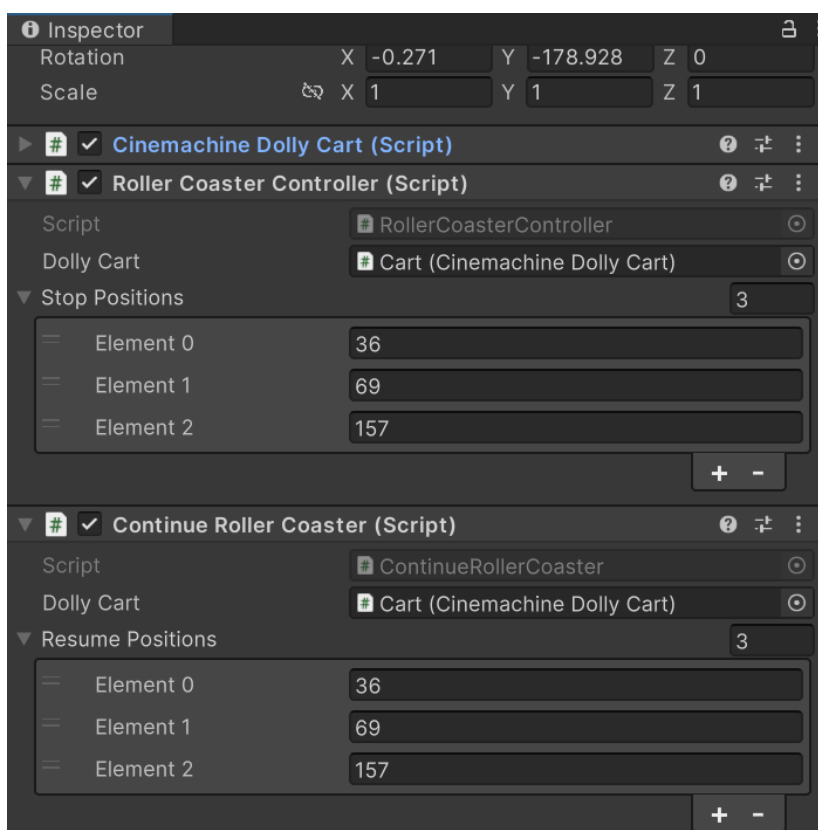 Inspector
Rotation X -0.271 Y -178.928 Z 0
Scale X 1 Y 1 Z 1
# Cinemachine Dolly Cart (Script)
# Roller Coaster Controller (Script)
Script # RollerCoasterController
Dolly Cart # Cart (Cinemachine Dolly Cart)
Stop Positions 3
Element 0 36
Element 1 69
Element 2 157
+ -
# Continue Roller Coaster (Script)
Script # ContinueRollerCoaster
Dolly Cart # Cart (Cinemachine Dolly Cart)
Resume Positions 3
Element 0 36
Element 1 69
Element 2 157
+ -